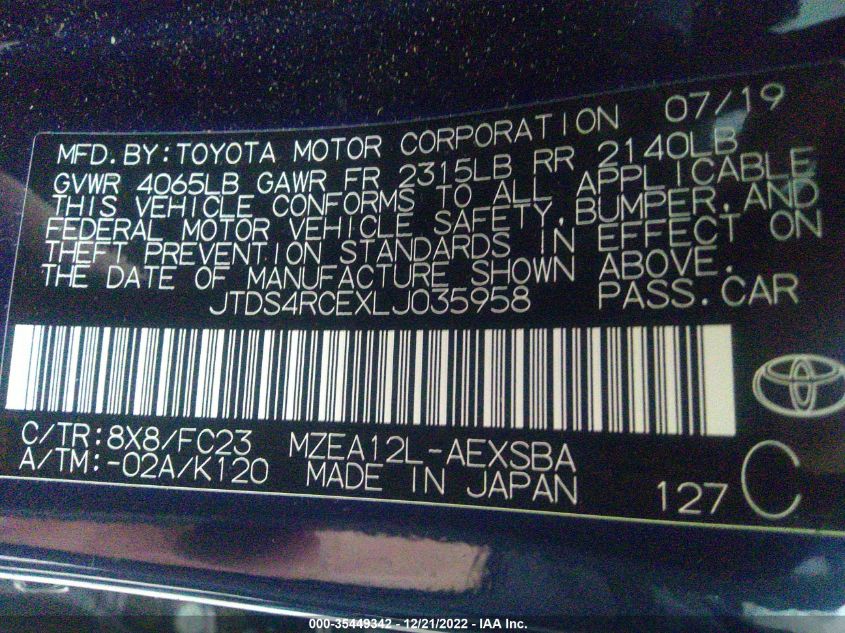 MFD.BY:TOYOTA MOTOR CORPORATION 07/19
GVWR 4065LB GAWR FR 2315LB RR 2140LB
THIS VEHICLE CONFORMS TO ALL APPLICABLE
FEDERAL MOTOR VEHICLE SAFETY,BUMPER,AND
THEFT PREVENTION STANDARDS IN EFFECT ON
THE DATE OF MANUFACTURE SHOWN ABOVE.
JTDS4RCEXLJ035958 PASS.CAR
C/TR:8X8/FC23 MZEA12L-AEXSBA
A/TM:-02A/K120 MADE IN JAPAN
127 C
000-35449342 - 12/21/2022 - IAA Inc.